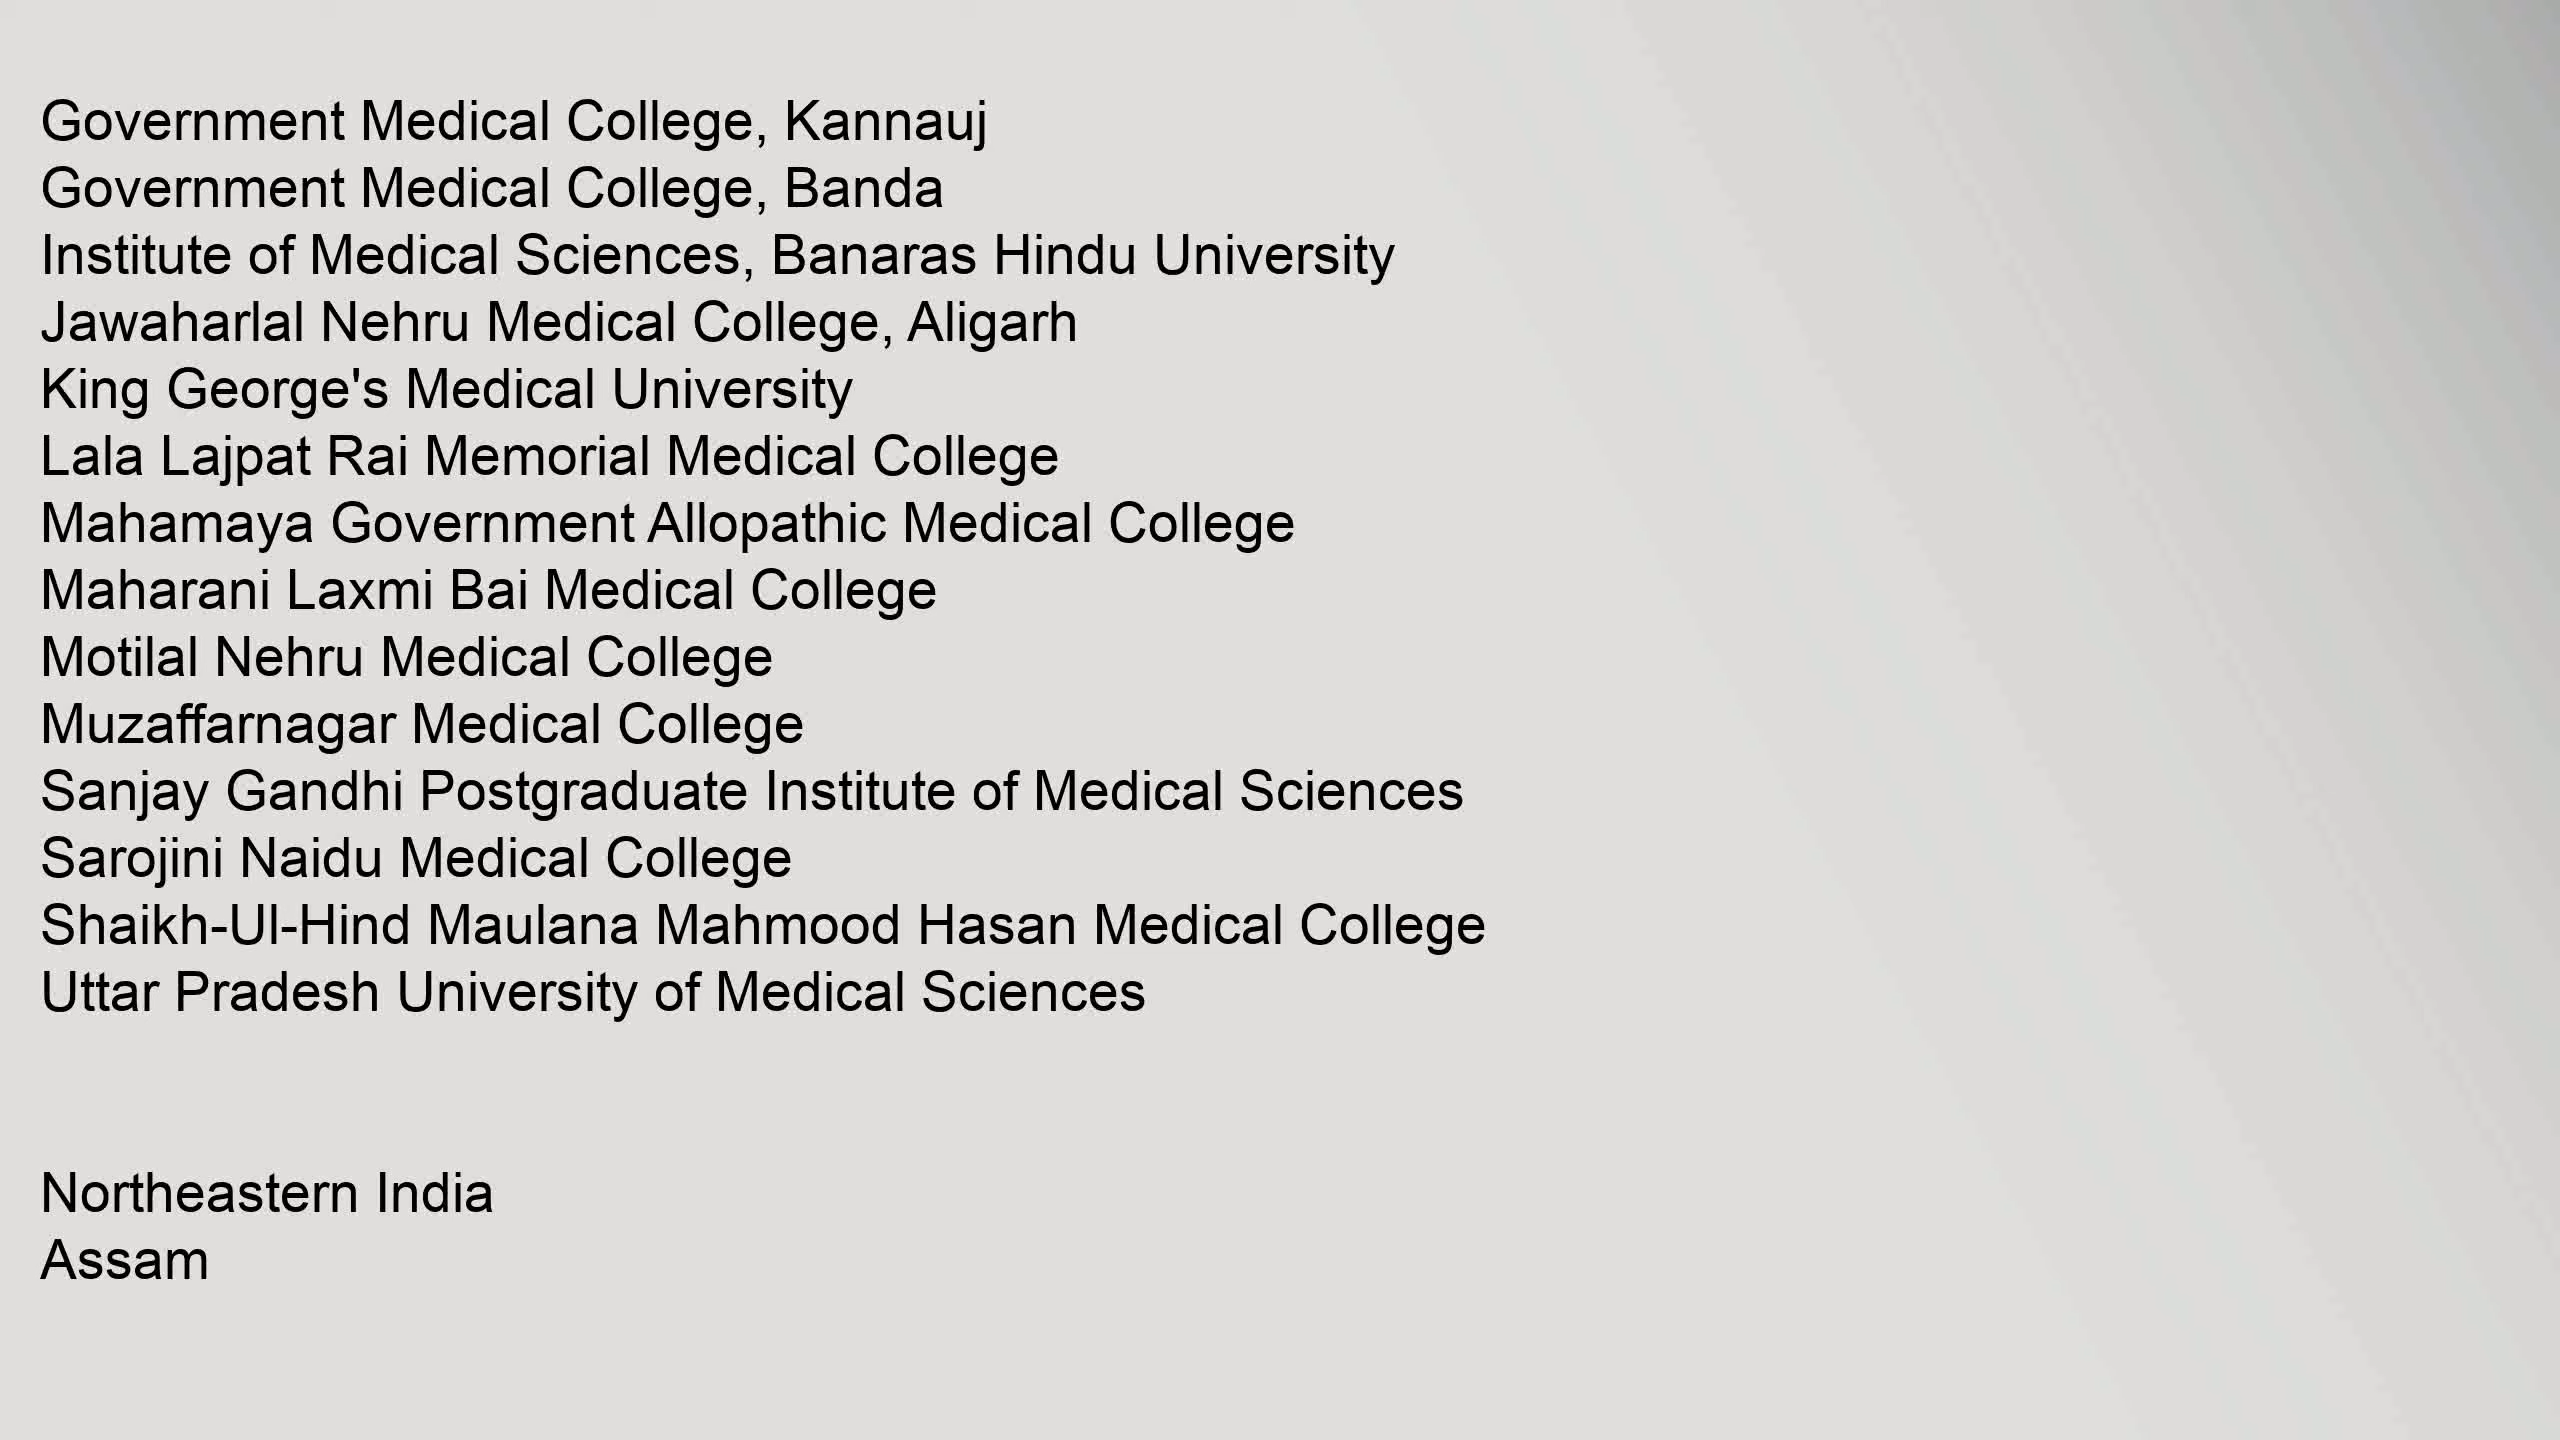 Government Medical College, Kannauj
Government Medical College, Banda
Institute of Medical Sciences, Banaras Hindu University
Jawaharlal Nehru Medical College, Aligarh
King George's Medical University
Lala Lajpat Rai Memorial Medical College
Mahamaya Government Allopathic Medical College
Maharani Laxmi Bai Medical College
Motilal Nehru Medical College
Muzaffarnagar Medical College
Sanjay Gandhi Postgraduate Institute of Medical Sciences
Sarojini Naidu Medical College
Shaikh-Ul-Hind Maulana Mahmood Hasan Medical College
Uttar Pradesh University of Medical Sciences
Northeastern India
Assam